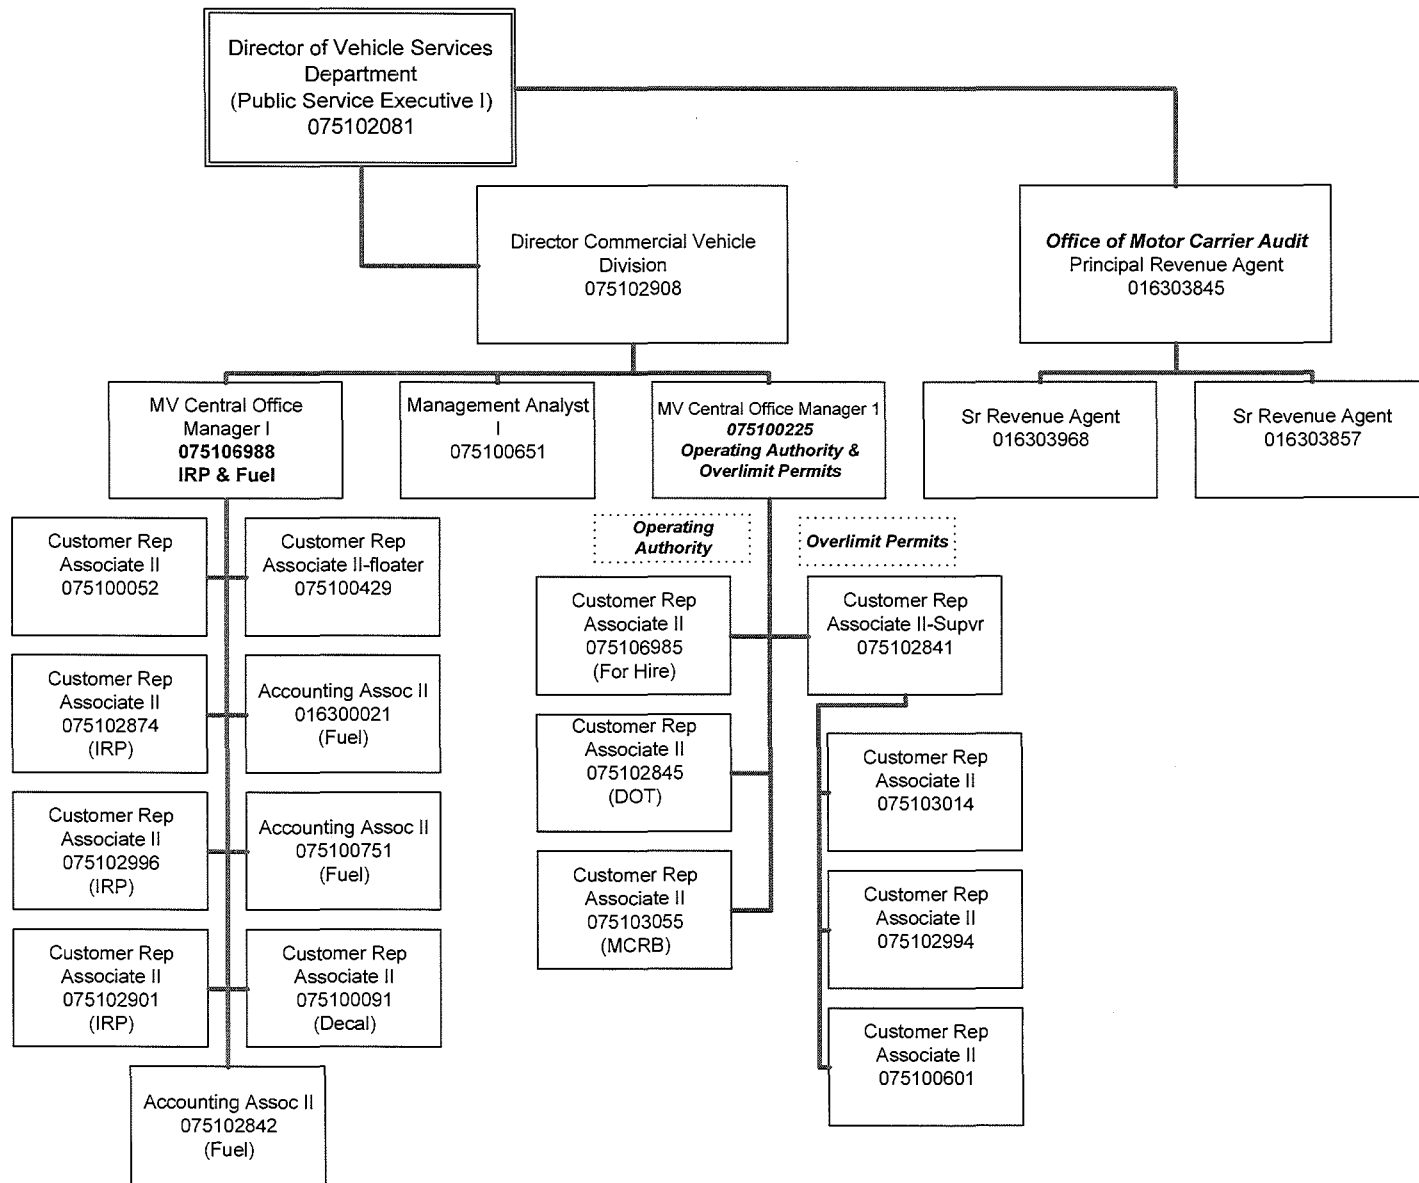 Director of Vehicle Services
Department
(Public Service Executive I)
075102081
Director Commercial Vehicle
Division
075102908
Office of Motor Carrier Audit
Principal Revenue Agent
016303845
MV Central Office
Manager I
075106988
IRP & Fuel
Management Analyst
I
075100651
MV Central Office Manager 1
075100225
Operating Authority &
Overlimit Permits
Sr Revenue Agent
016303968
Sr Revenue Agent
016303857
Customer Rep
Associate II
075100052
Customer Rep
Associate II-floater
075100429
Customer Rep
Associate II
075102874
(IRP)
Accounting Assoc II
016300021
(Fuel)
Customer Rep
Associate II
075102996
(IRP)
Accounting Assoc II
075100751
(Fuel)
Customer Rep
Associate II
075102901
(IRP)
Customer Rep
Associate II
075100091
(Decal)
Accounting Assoc II
075102842
(Fuel)
Operating
Authority
Overlimit Permits
Customer Rep
Associate II
075106985
(For Hire)
Customer Rep
Associate II-Supvr
075102841
Customer Rep
Associate II
075102845
(DOT)
Customer Rep
Associate II
075103055
(MCRB)
Customer Rep
Associate II
075103014
Customer Rep
Associate II
075102994
Customer Rep
Associate II
075100601